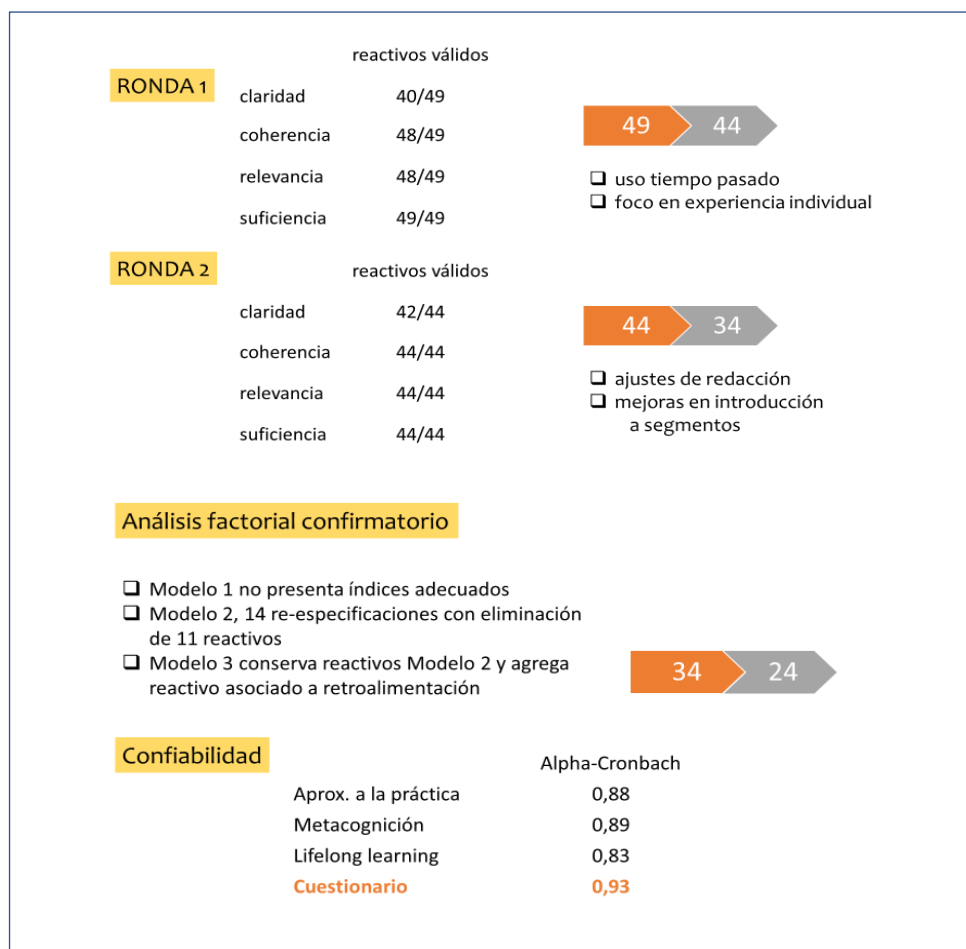 reactivos válidos
RONDA 1
claridad 40/49
coherencia 48/49
relevancia 48/49
suficiencia 49/49
49 44
❑ uso tiempo pasado
❑ foco en experiencia individual
RONDA 2
reactivos válidos
claridad 42/44
coherencia 44/44
relevancia 44/44
suficiencia 44/44
44 34
❑ ajustes de redacción
❑ mejoras en introducción
a segmentos
Análisis factorial confirmatorio
❑ Modelo 1 no presenta índices adecuados
❑ Modelo 2, 14 re-especificaciones con eliminación
de 11 reactivos
❑ Modelo 3 conserva reactivos Modelo 2 y agrega
reactivo asociado a retroalimentación
34 24
Confiabilidad
Alpha-Cronbach
Aprox. a la práctica 0,88
Metacognición 0,89
Lifelong learning 0,83
Cuestionario 0,93